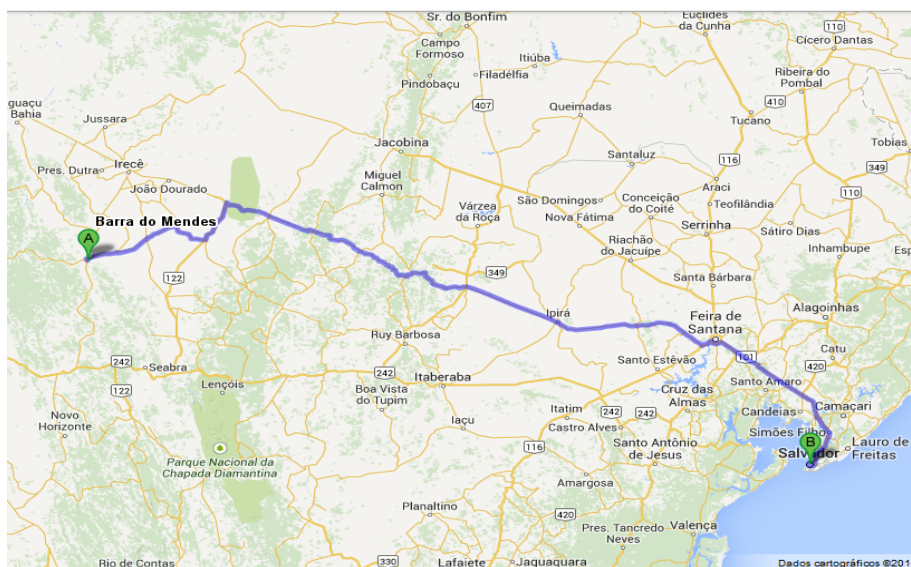 Euclides
da Cunha
110
Sr. do Bonfim
Cícero Dantas
Campo
Formoso
Itiúba
Filadélfia
Pindobaçu
Ribeira do
Pombal
guaçu
Bahia
407
Queimadas
410
Jussara
Tucano
110
Tobias
Jacobina
Santaluz
116
349
Irecê
Pres. Dutra
João Dourado
Miguel
Calmon
Araci
Várzea
da Roça
São Domingos
Conceição
do Coité
Teofilândia
Nova Fátima
Barra do Mendes
Serrinha
Sátiro Dias
A
Riachão
do Jacuípe
Inhambupe
122
349
Santa Bárbara
Alagoinhas
Ipirá
Feira de
Santana
Ruy Barbosa
101
Catu
242
Seabra
242
Santo Estêvão
420
Itaberaba
Lençóis
Santo Amaro
122
Boa Vista
do Tupim
Cruz das
Almas
Candeias
Camaçari
Novo
Horizonte
Iaçu
Itatim
242
Simões Filho
Castro Alves
B
Lauro de
Freitas
Santo Antônio
de Jesus
Salvador
Parque Nacional da
Chapada Diamantina
Amargosa
Planaltino
420
Pres. Tancredo
Neves
Valença
Rio de Contas
330
Lafaiete
Jaquaquara
Dados cartográficos ©201